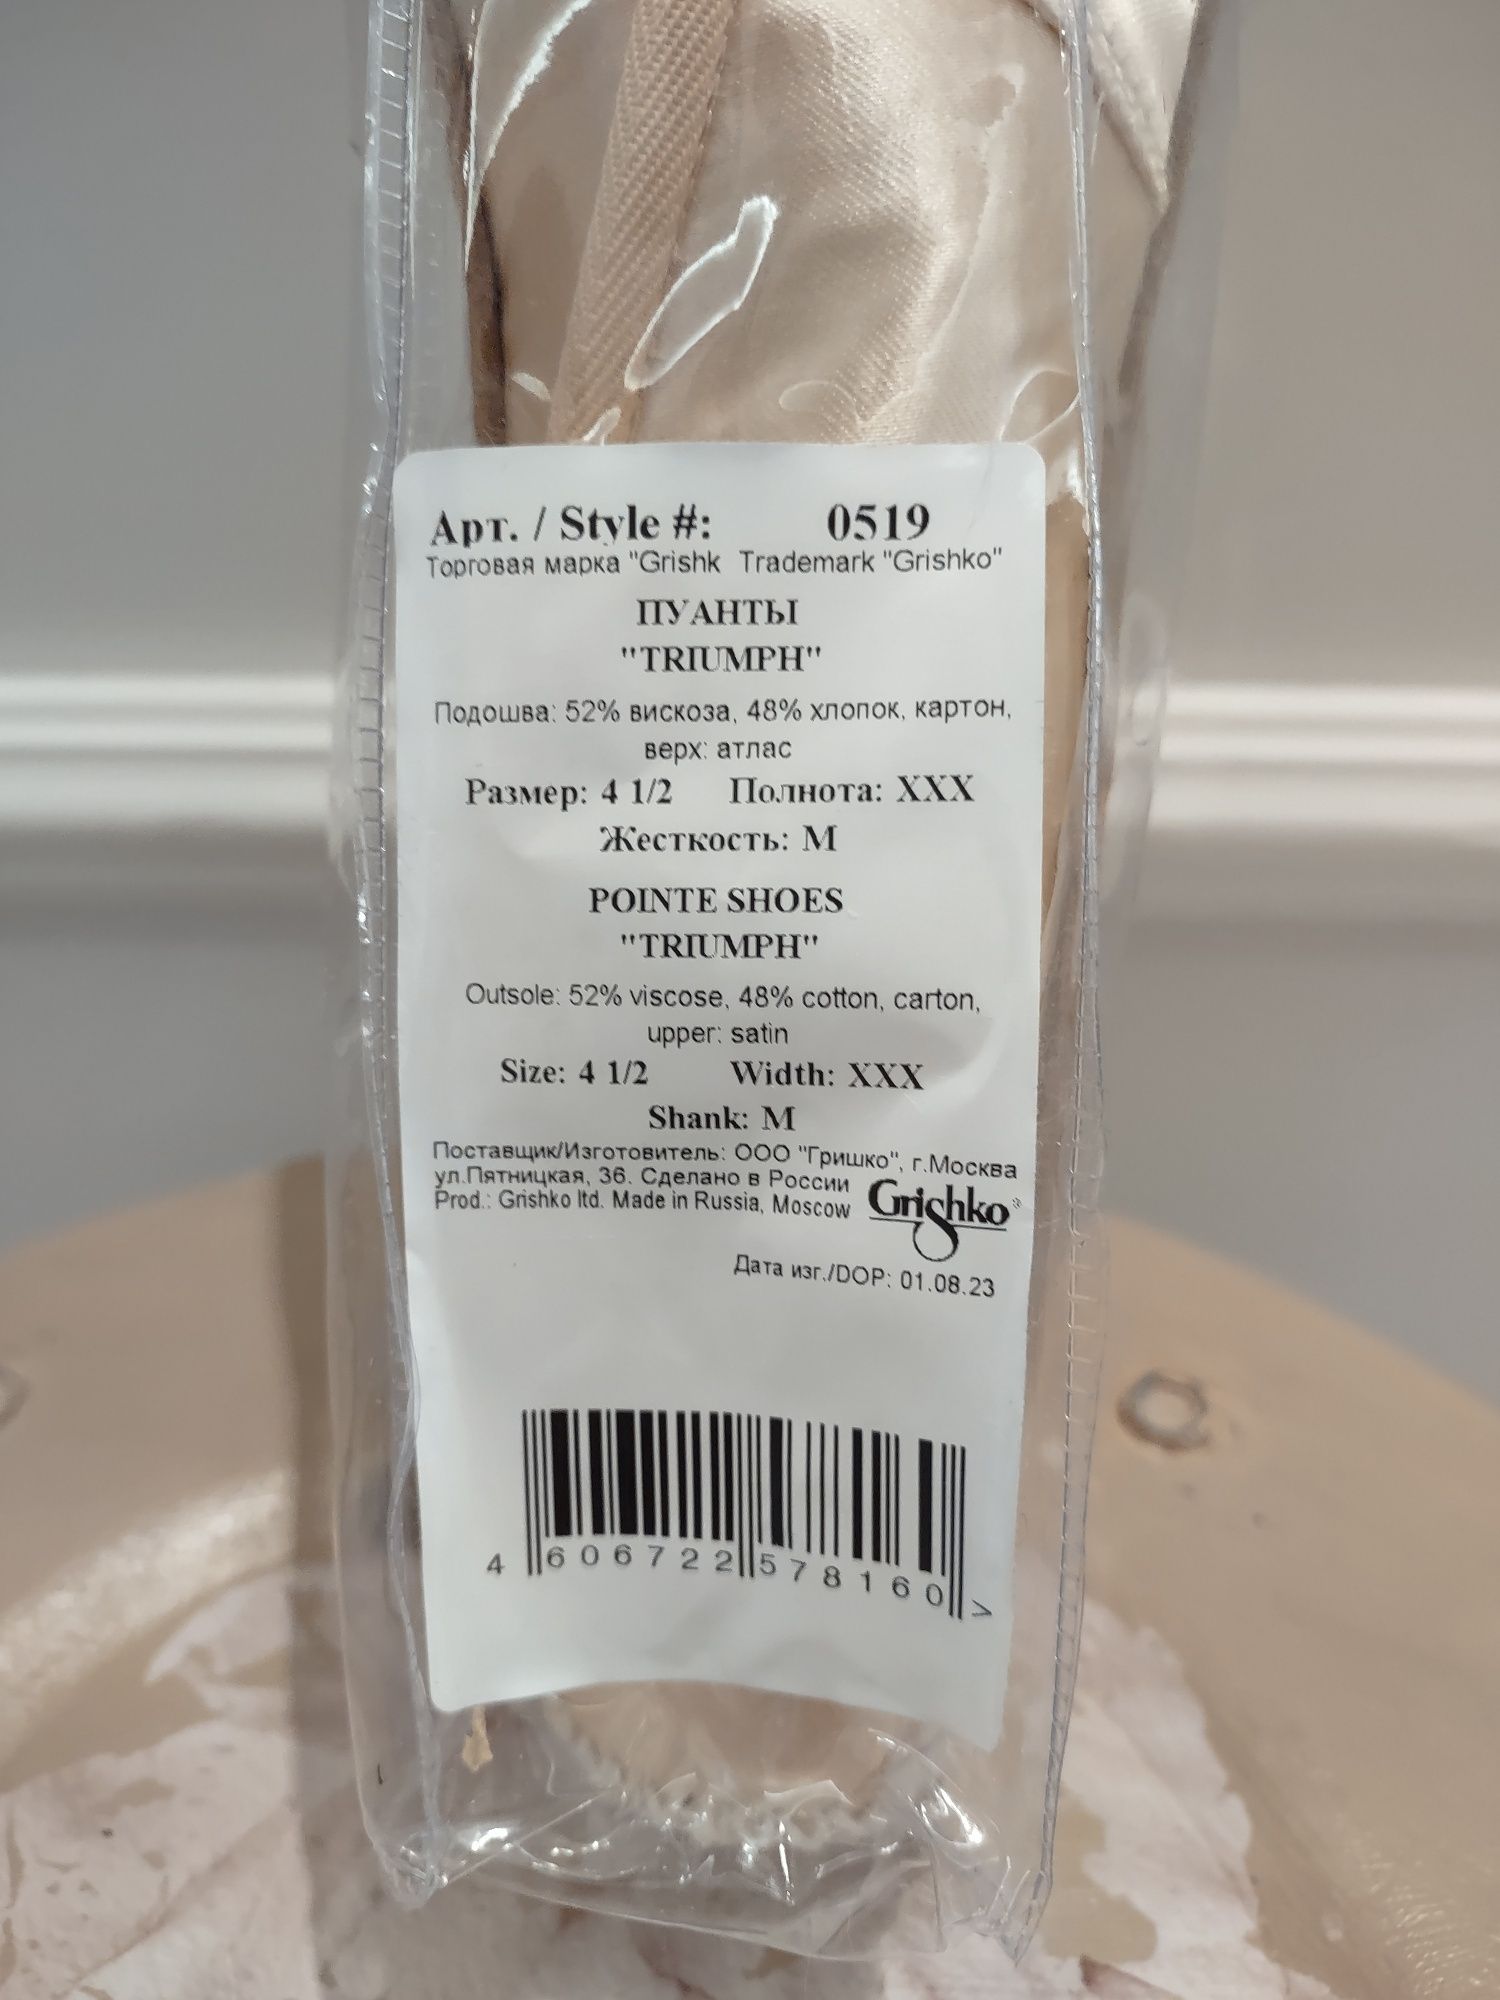 Арт. / Style #: 0519
Торговая марка "Grishk Trademark "Grishko"
ПУАНТЫ
"TRIUMPH"
Подошва: 52% вискоза, 48% хлопок, картон,
верх: атлас
Размер: 4 1/2 Полнота: XXX
Жесткость: M
POINTE SHOES
"TRIUMPH"
Outsole: 52% viscose, 48% cotton, carton,
upper: satin
Size: 4 1/2 Width: XXX
Shank: M
Поставщик/Изготовитель: ООО "Гришко", г.Москва
ул.Пятницкая, 36. Сделано в России
Prod.: Grishko ltd. Made in Russia, Moscow
Grishko®
Дата изг./DOP: 01.08.23
4 606722 578160 >